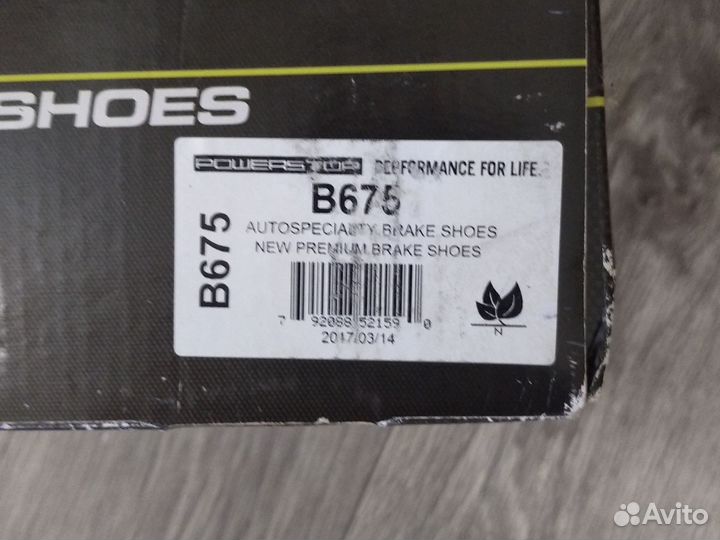 SHOES
POWERSTOP PERFORMANCE FOR LIFE.
B675
B675
AUTOSPECIALTY BRAKE SHOES
NEW PREMIUM BRAKE SHOES
7 92088 52159 0
2017/03/14
N
Avito